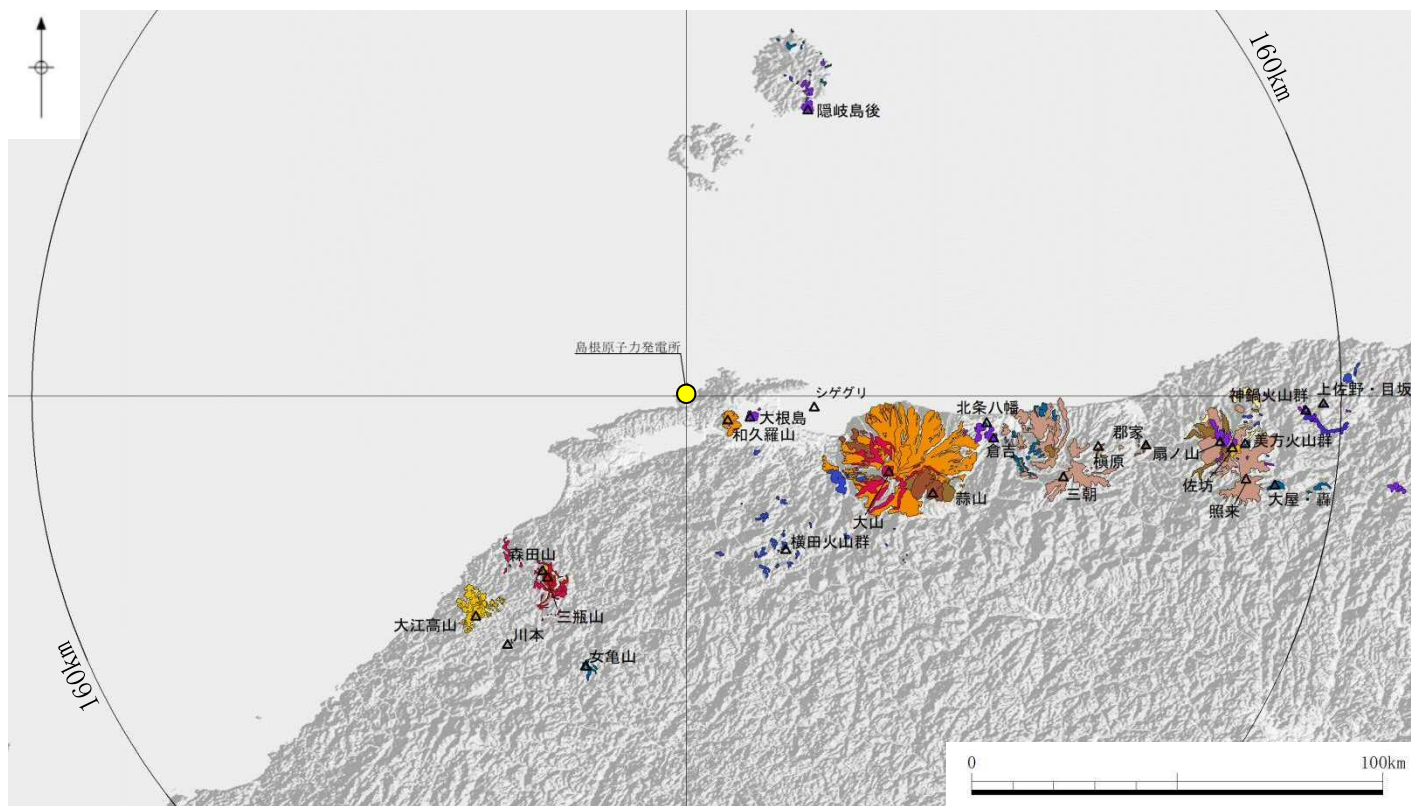 160km
隠岐島後
島根原子力発電所
シゲグリ
大根島
和久羅山
北条八幡
倉吉
郡家
槇原
扇ノ山
神鍋火山群
上佐野・目坂
美方火山群
佐坊
照来
大屋・轟
三朝
蒜山
大山
横田火山群
森田山
三瓶山
大江高山
川本
女亀山
160km
0
100km